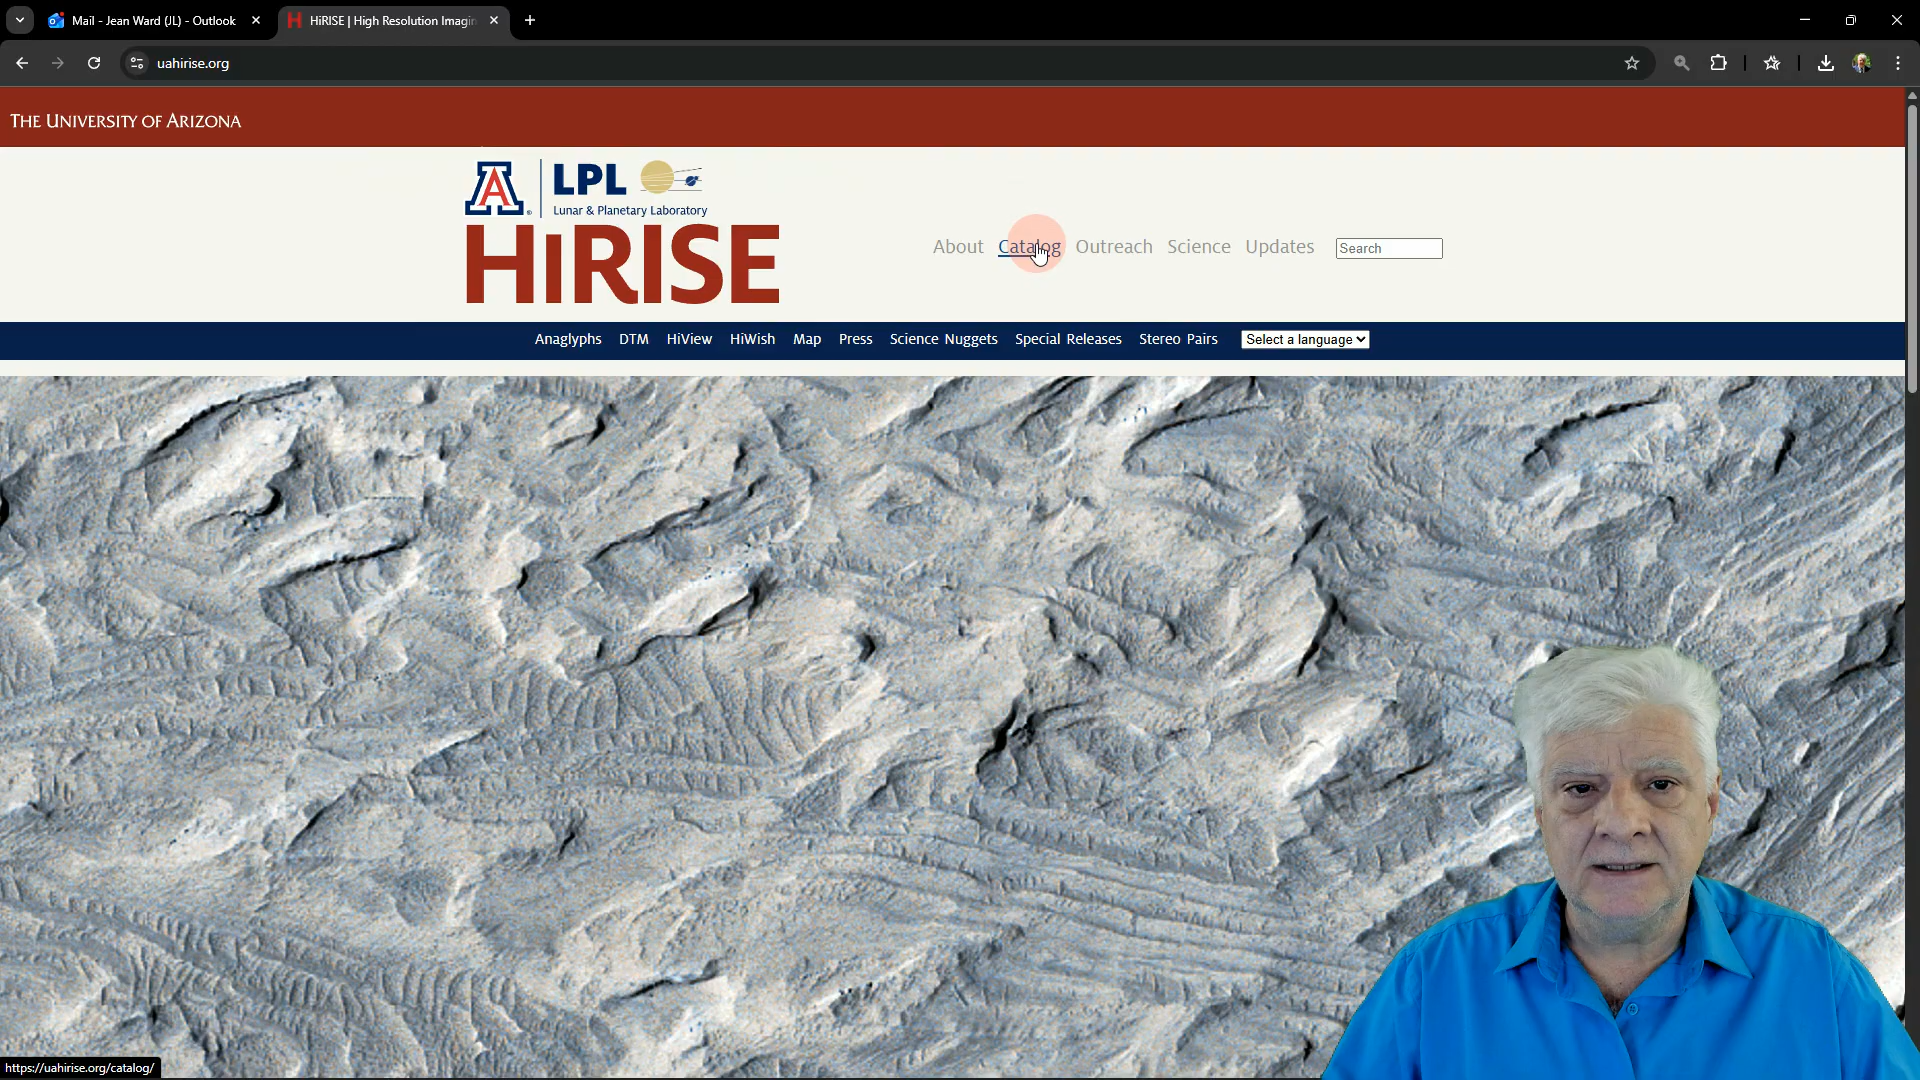 Mail - Jean Ward (JL) - Outlook
HiRISE | High Resolution Imagin
uahirise.org
THE UNIVERSITY OF ARIZONA
A
LPL
Lunar & Planetary Laboratory
HiRISE
About Catalog Outreach Science Updates Search
Anaglyphs DTM HiView HiWish Map Press Science Nuggets Special Releases Stereo Pairs Select a language
https://uahirise.org/catalog/